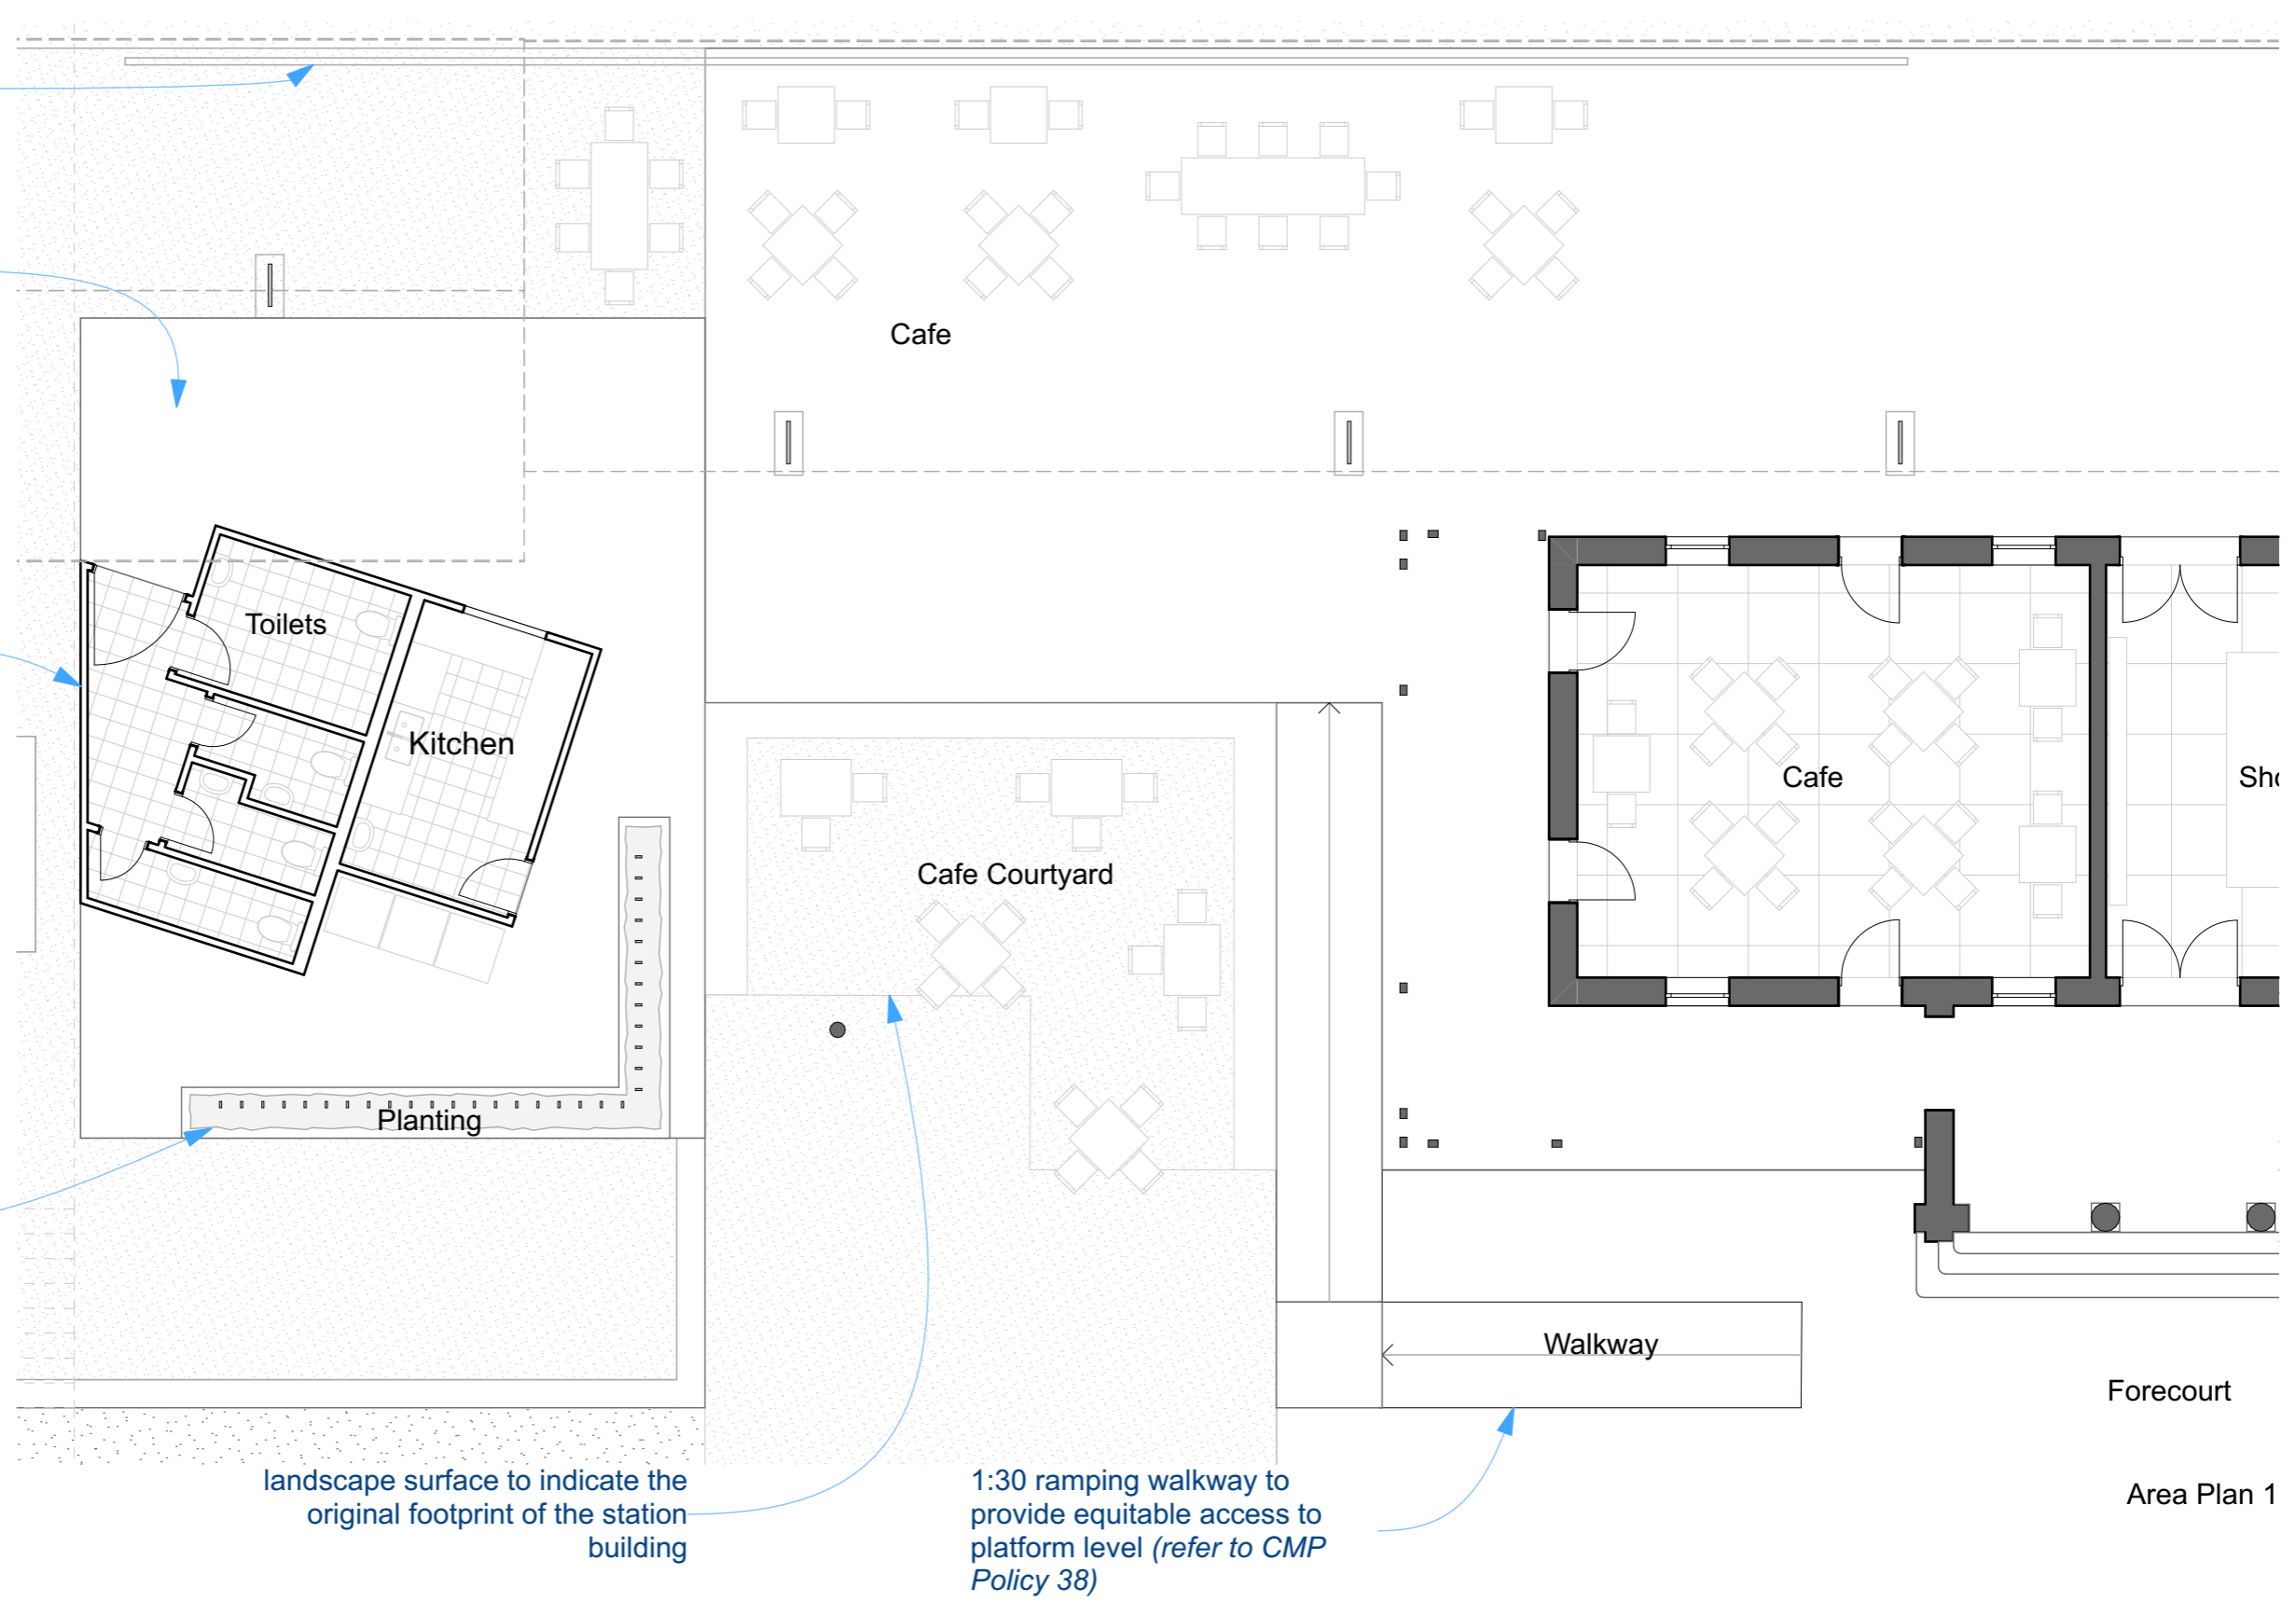 Cafe
Toilets
Kitchen
Cafe
Cafe Courtyard
Planting
Walkway
Forecourt
landscape surface to indicate the
original footprint of the station
building
1:30 ramping walkway to
provide equitable access to
platform level (refer to CMP
Policy 38)
Area Plan 1